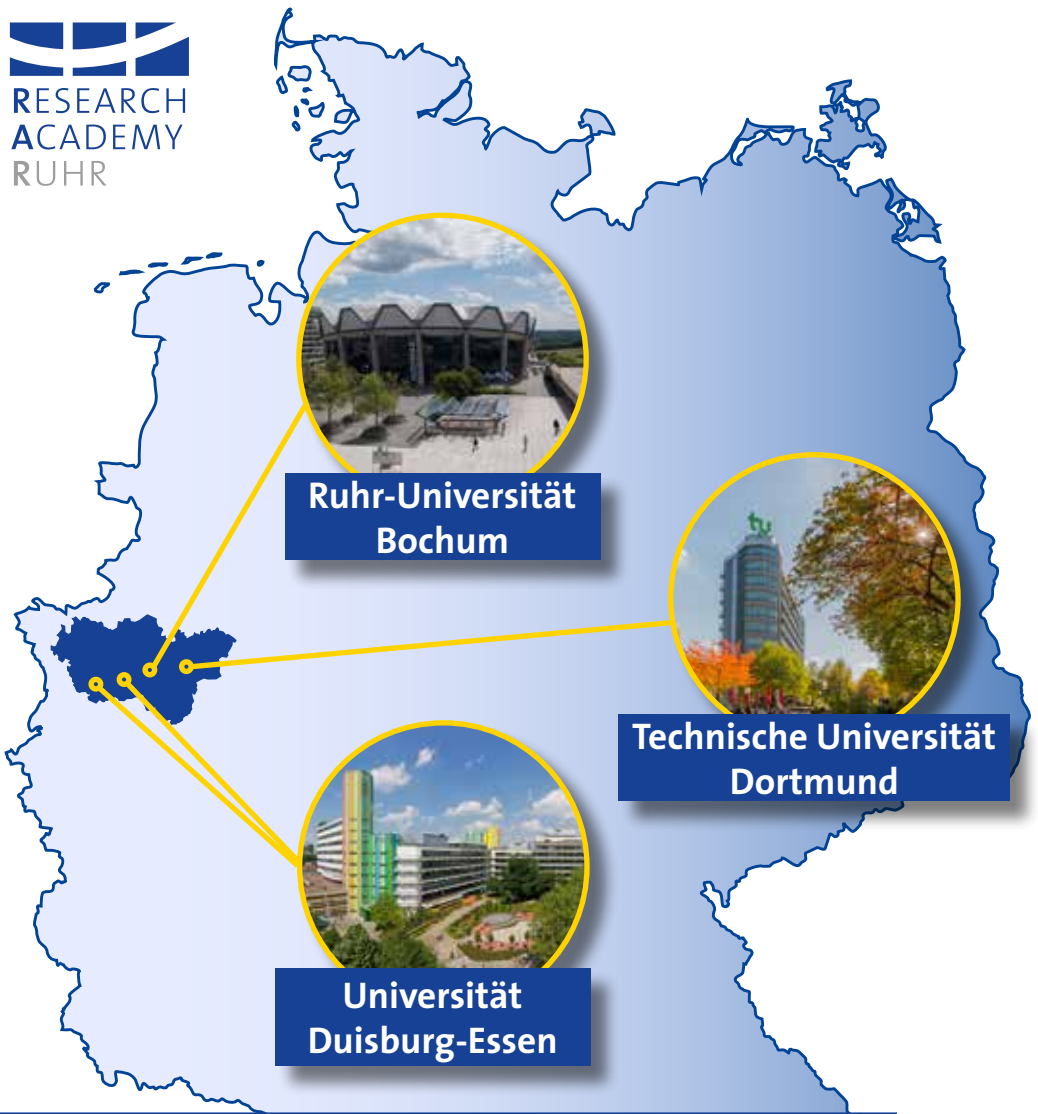 RESEARCH
ACADEMY
RUHR
Ruhr-Universität
Bochum
tu
Technische Universität
Dortmund
Universität
Duisburg-Essen